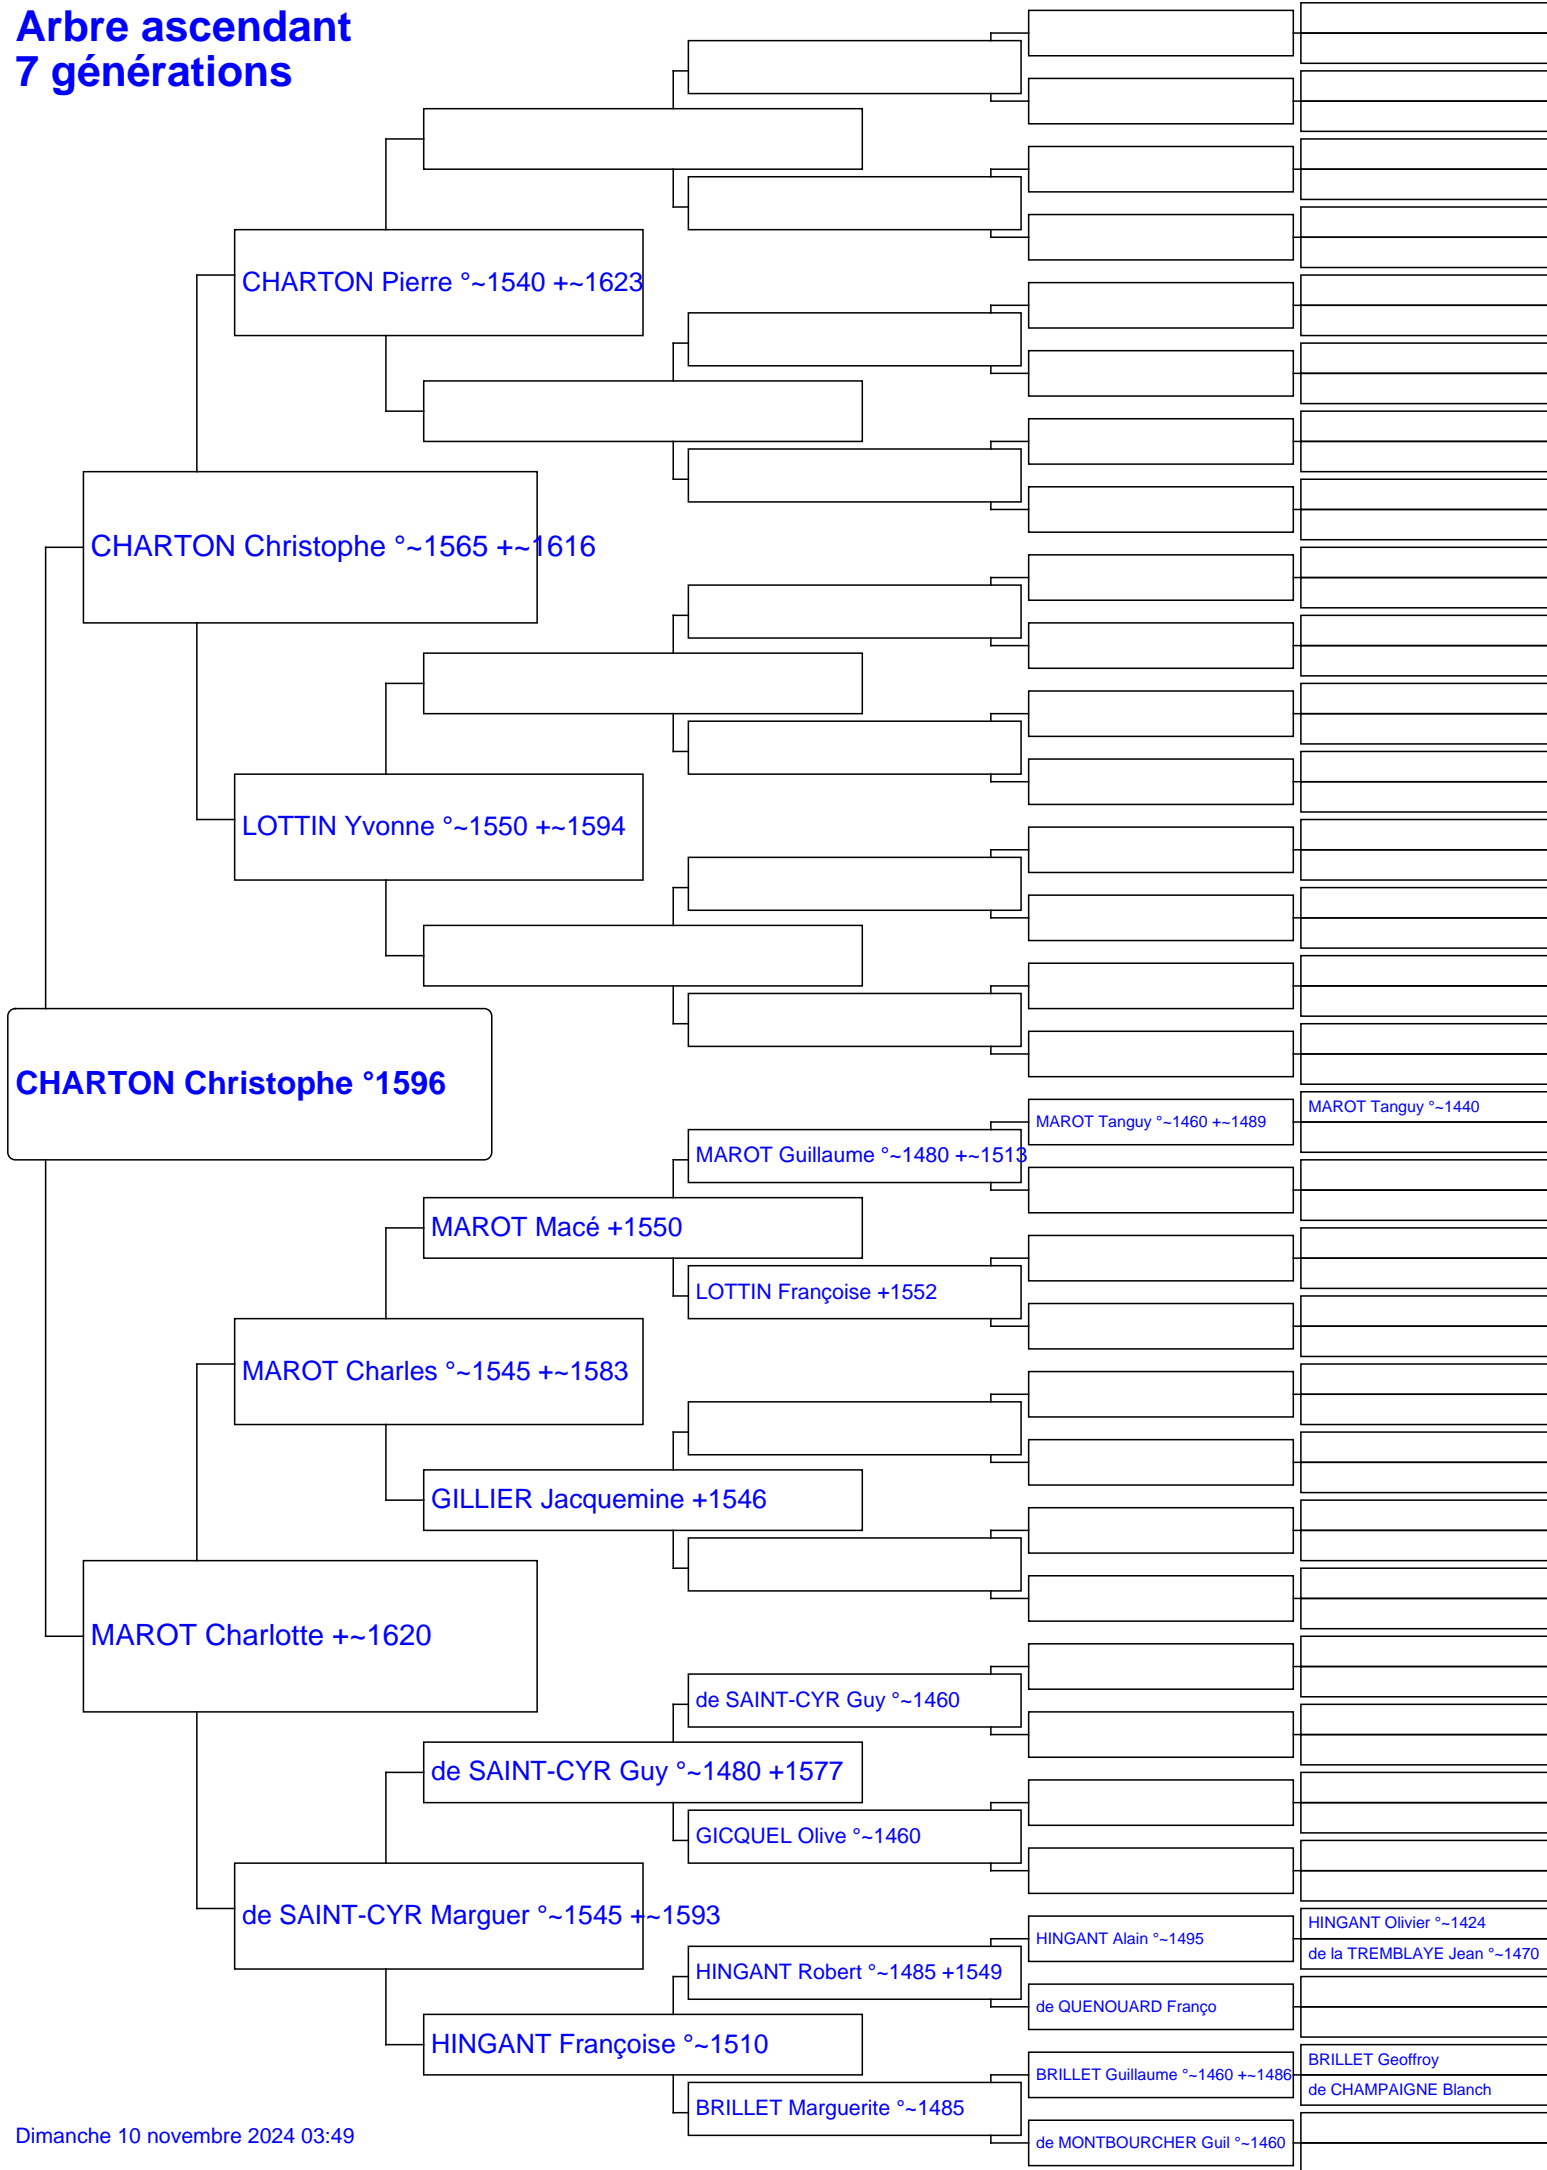 Arbre ascendant
7 générations
CHARTON Pierre °~1540 +~1623
CHARTON Christophe °~1565 +~1616
LOTTIN Yvonne °~1550 +~1594
CHARTON Christophe °1596
MAROT Tanguy °~1440
MAROT Tanguy °~1460 +~1489
MAROT Guillaume °~1480 +~1513
MAROT Macé +1550
LOTTIN Françoise +1552
MAROT Charles °~1545 +~1583
GILLIER Jacquemine +1546
MAROT Charlotte +~1620
de SAINT-CYR Guy °~1460
de SAINT-CYR Guy °~1480 +1577
GICQUEL Olive °~1460
de SAINT-CYR Marguer °~1545 +~1593
HINGANT Olivier °~1424
HINGANT Alain °~1495
de la TREMBLAYE Jean °~1470
HINGANT Robert °~1485 +1549
de QUENOUARD Franço
HINGANT Françoise °~1510
BRILLET Geoffroy
BRILLET Guillaume °~1460 +~1486
de CHAMPAIGNE Blanch
BRILLET Marguerite °~1485
de MONTBOURCHER Guil °~1460
Dimanche 10 novembre 2024 03:49